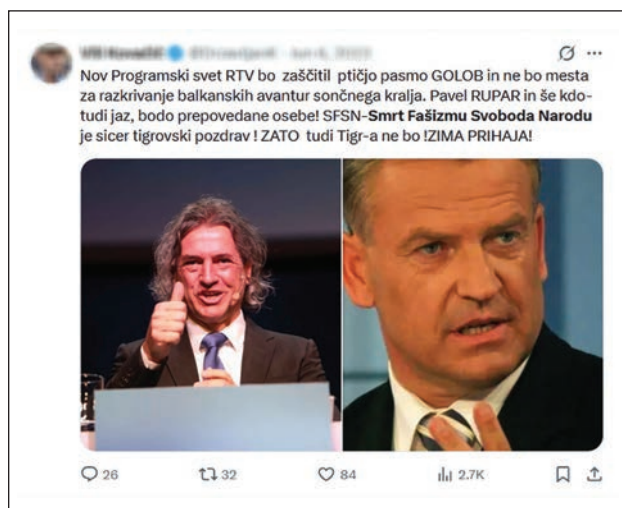 Nov Programski svet RTV bo zaščitil ptičjo pasmo GOLOB in ne bo mesta
za razkrivanje balkanskih avantur sončnega kralja. Pavel RUPAR in še kdo-
tudi jaz, bodo prepovedane osebe! SFSN-Smrt Fašizmu Svoboda Narodu
je sicer tigrovski pozdrav ! ZATO tudi Tigr-a ne bo !ZIMA PRIHAJA!
26 32 84 2.7K